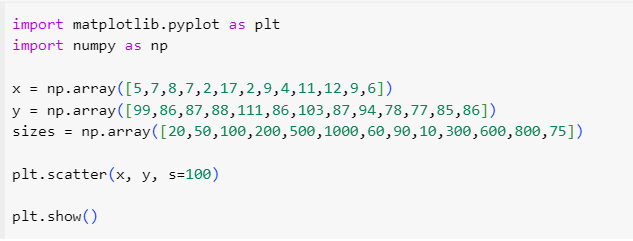 import matplotlib.pyplot as plt
import numpy as np
x = np.array([5,7,8,7,2,17,2,9,4,11,12,9,6])
y = np.array([99,86,87,88,111,86,103,87,94,78,77,85,86])
sizes = np.array([20,50,100,200,500,1000,60,90,10,300,600,800,75])
plt.scatter(x, y, s=100)
plt.show()